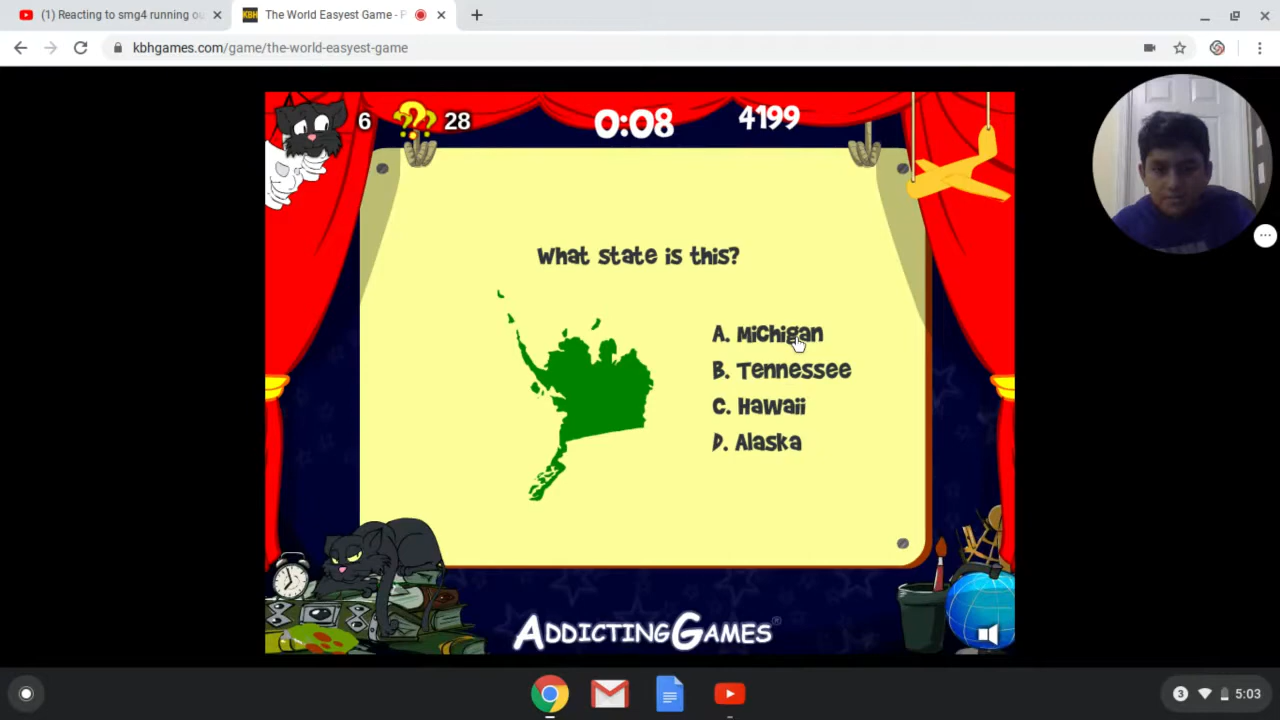 (1) Reacting to smg4 running ou
The World Easyest Game - P
kbhgames.com/game/the-world-easyest-game
6 ??? 28
0:08
4199
What state is this?
A. Michigan
B. Tennessee
C. Hawaii
D. Alaska
AddictingGames
3
5:03